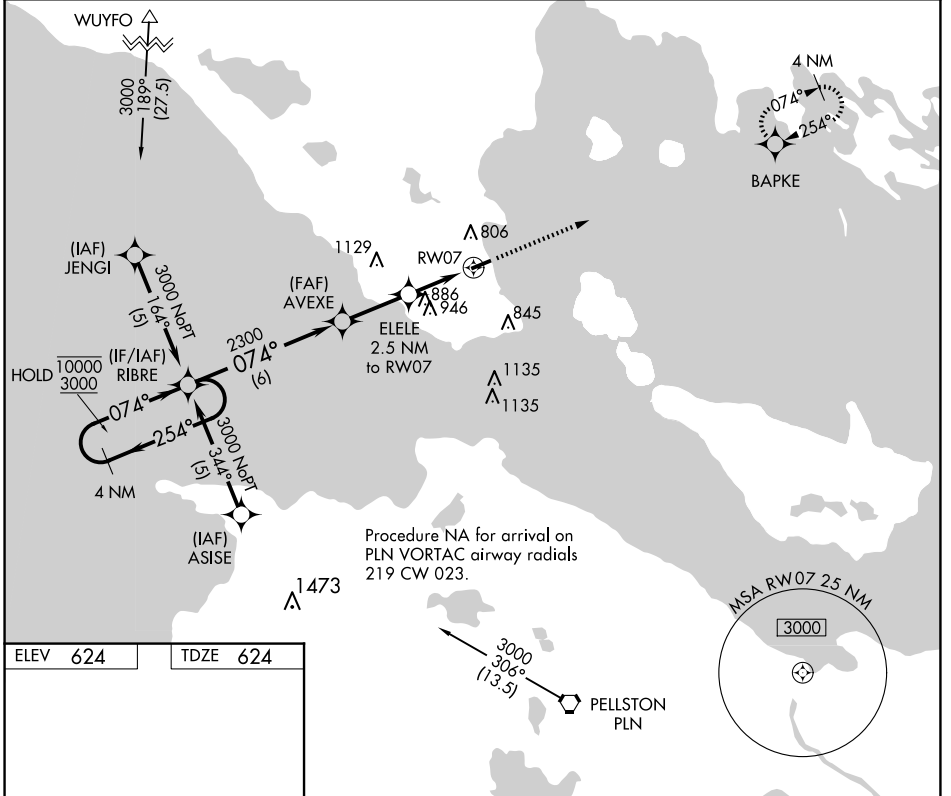 WUYFO
3000
189°
(27.5)
4 NM
074°
254°
BAPKE
806
1129
RW07
(IAF)
JENGI
3000 NoPT
164°
(5)
(FAF)
AVEXE
886
946
845
ELELE
2.5 NM
to RW07
2300
074°
(6)
HOLD
10000
3000
(IF/IAF)
RIBRE
1135
1135
074°
254°
3000 NoPT
344°
(5)
4 NM
(IAF)
ASISE
Procedure NA for arrival on
PLN VORTAC airway radials
219 CW 023.
1473
MSA RW07 25 NM
3000
ELEV 624
TDZE 624
3000
306°
(13.5)
PELLSTON
PLN